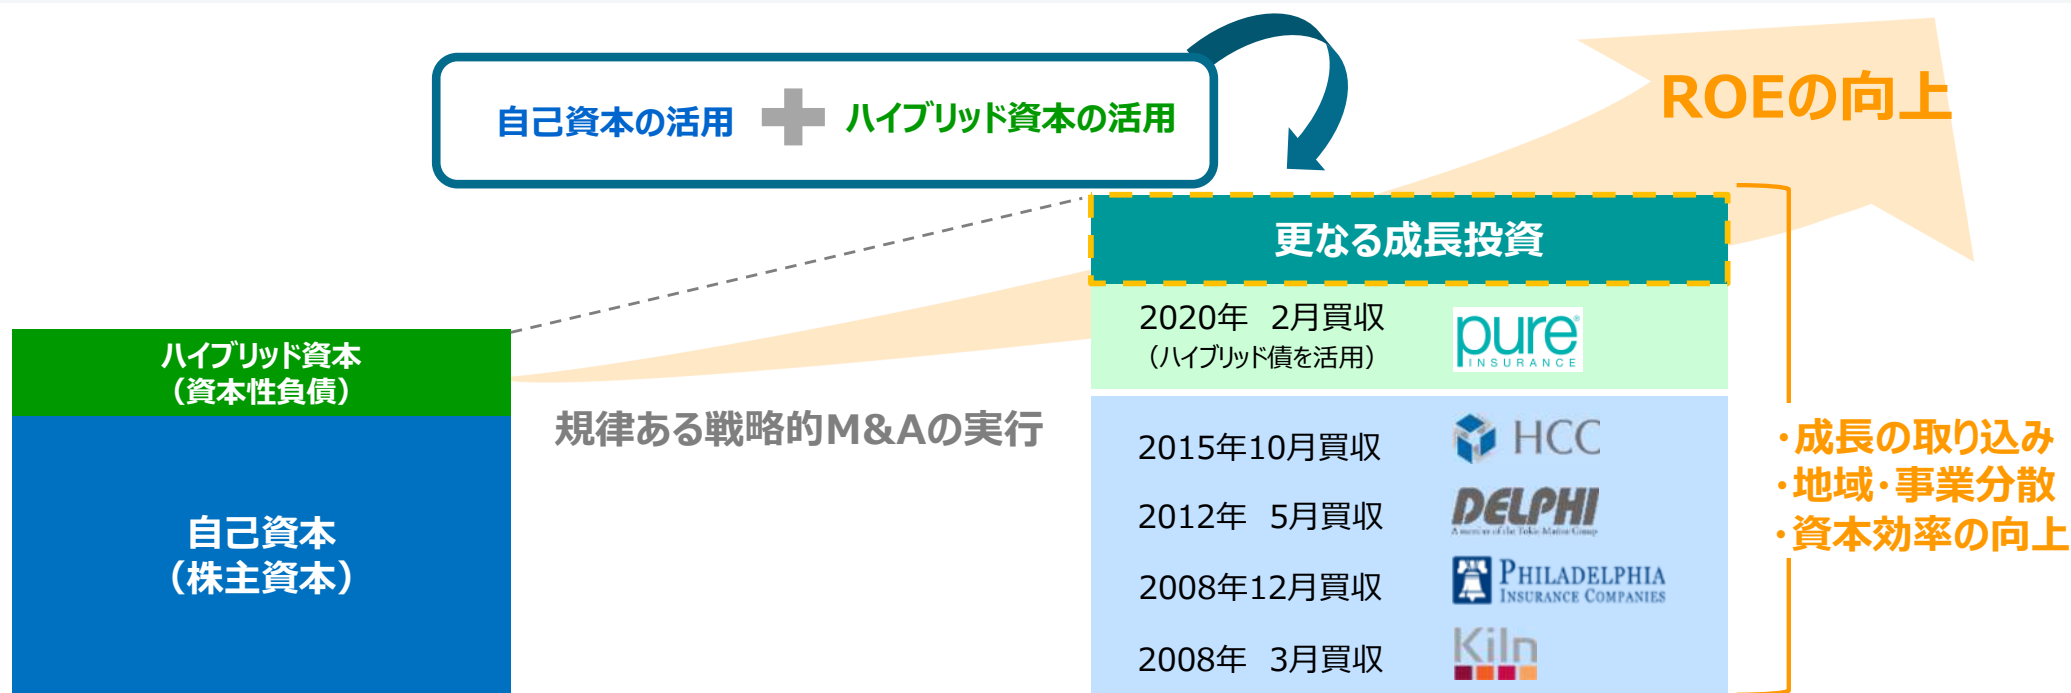 自己資本の活用
ハイブリッド資本の活用
ROEの向上
更なる成長投資
2020年 2月買収
（ハイブリッド債を活用）
pure®
INSURANCE
ハイブリッド資本
（資本性負債）
自己資本
（株主資本）
規律ある戦略的M&Aの実行
2015年10月買収
HCC
2012年 5月買収
DELPHI
A member of the Tokio Marine Group
2008年12月買収
PHILADELPHIA
INSURANCE COMPANIES
2008年 3月買収
Kiln
・成長の取り込み
・地域・事業分散
・資本効率の向上